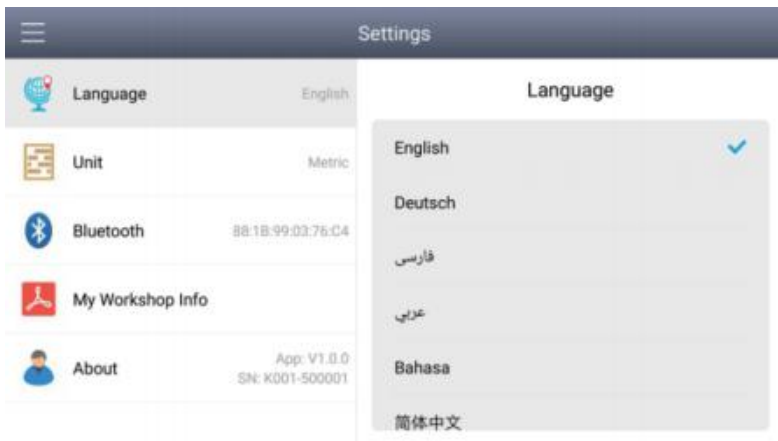 Settings
Language English
Unit Metric
Bluetooth 88:1B:99:03:76:C4
My Workshop Info
About App: V1.0.0
SN: K001-500001
Language
English
Deutsch
فارسی
عربي
Bahasa
简体中文